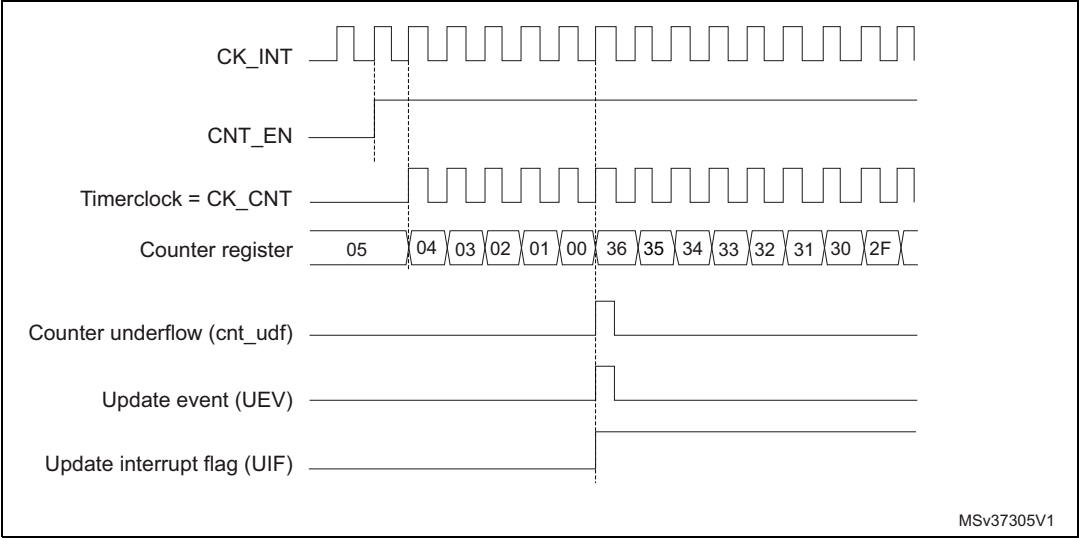 CK_INT
CNT_EN
Timerclock = CK_CNT
Counter register 05 04 03 02 01 00 36 35 34 33 32 31 30 2F
Counter underflow (cnt_udf)
Update event (UEV)
Update interrupt flag (UIF)
MSv37305V1